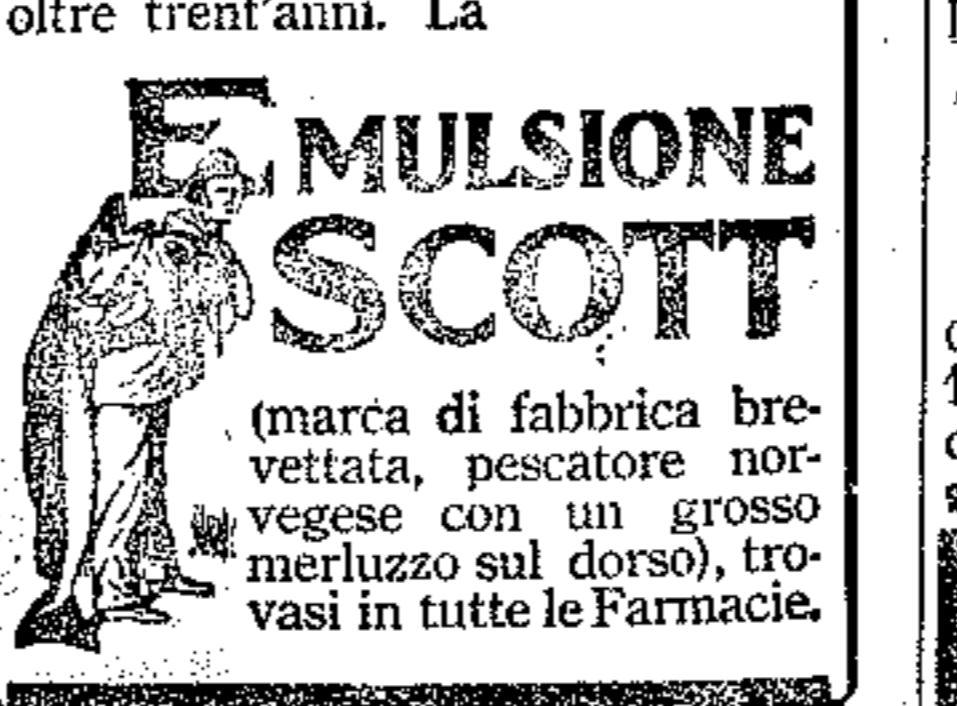 oltre trent'anni. La
EMULSIONE
SCOTT
(marca di fabbrica bre-
vettata, pescatore nor-
vegese con un grosso
merluzzo sul dorso), tro-
vasi in tutte le Farmacie.